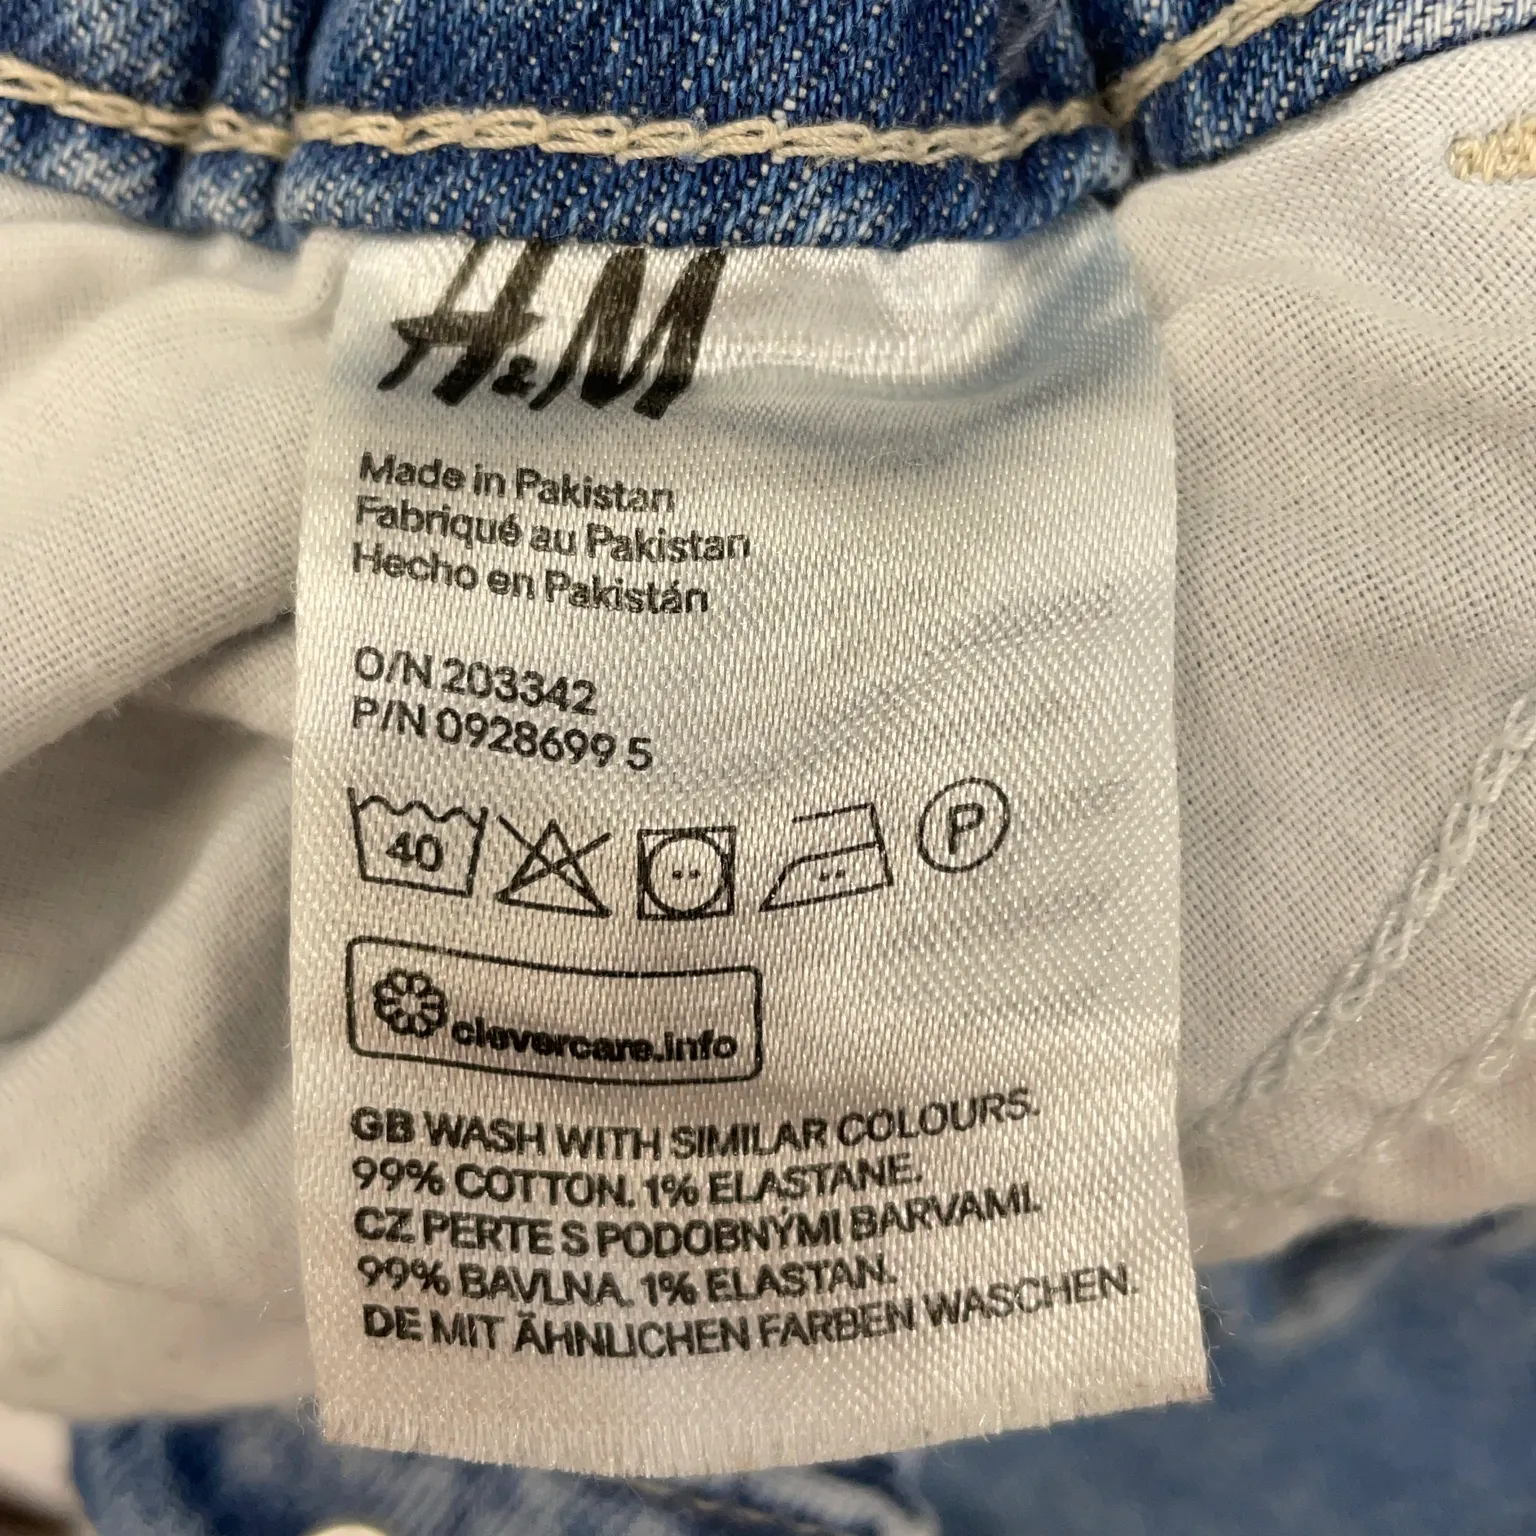 H&M
Made in Pakistan
Fabriqué au Pakistan
Hecho en Pakistán
O/N 203342
P/N 0928699 5
40
P
clevercare.info
GB WASH WITH SIMILAR COLOURS.
99% COTTON. 1% ELASTANE.
CZ PERTE S PODOBNÝMI BARVAMI.
99% BAVLNA. 1% ELASTAN.
DE MIT ÄHNLICHEN FARBEN WASCHEN.